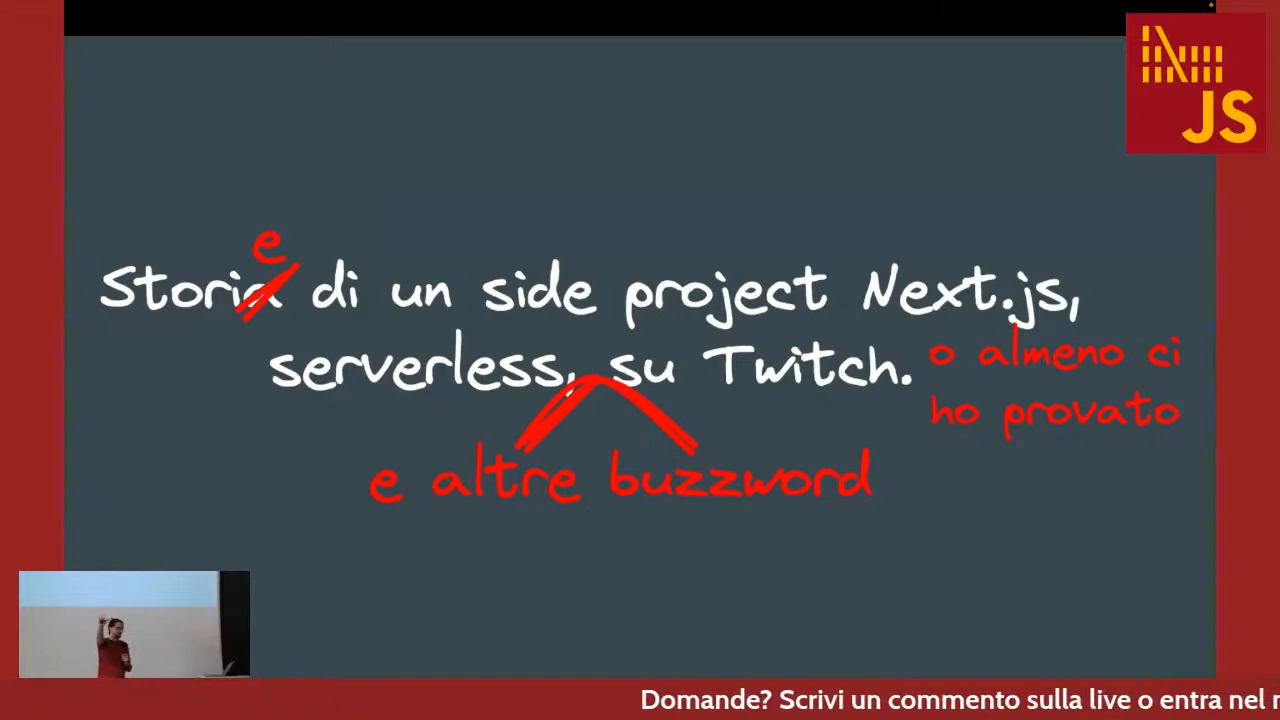 JS
e
Storia di un side project Next.js,
serverless, su Twitch.
o almeno ci
ho provato
e altre buzzword
Domande? Scrivi un commento sulla live o entra nel